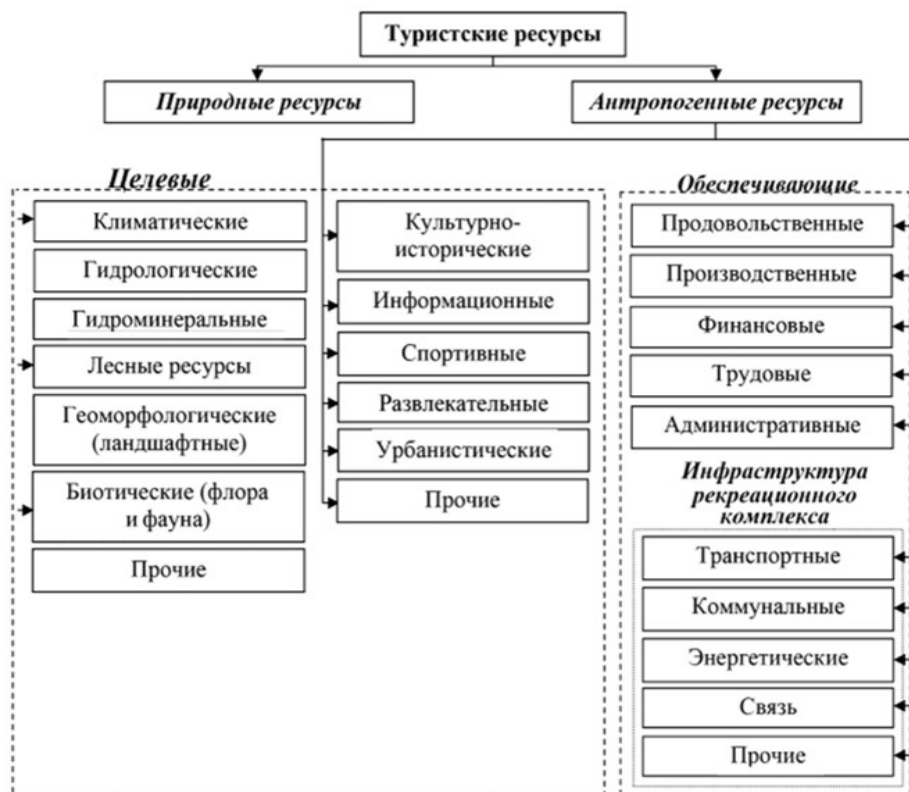 Туристские ресурсы
Природные ресурсы
Антропогенные ресурсы
Целевые
Климатические
Гидрологические
Гидроминеральные
Лесные ресурсы
Геоморфологические
(ландшафтные)
Биотические (флора
и фауна)
Прочие
Культурно-
исторические
Информационные
Спортивные
Развлекательные
Урбанистические
Прочие
Обеспечивающие
Продовольственные
Производственные
Финансовые
Трудовые
Административные
Инфраструктура
рекреационного
комплекса
Транспортные
Коммунальные
Энергетические
Связь
Прочие